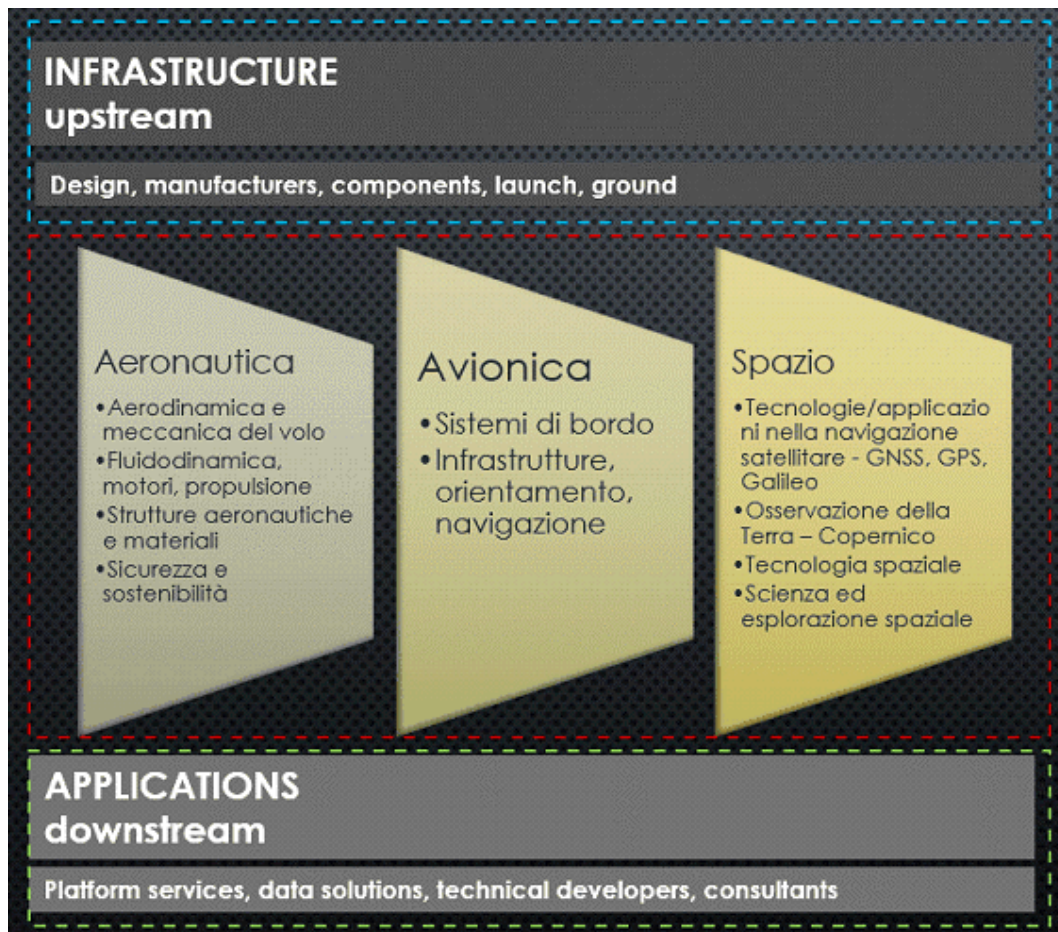 INFRASTRUCTURE
upstream
Design, manufacturers, components, launch, ground
Aeronautica
•Aerodinamica e
meccanica del volo
•Fluidodinamica,
motori, propulsione
•Strutture aeronautiche
e materiali
•Sicurezza e
sostenibilità
Avionica
•Sistemi di bordo
•Infrastrutture,
orientamento,
navigazione
Spazio
•Tecnologie/applicazio
ni nella navigazione
satellitare - GNSS, GPS,
Galileo
•Osservazione della
Terra – Copernico
•Tecnologia spaziale
•Scienza ed
esplorazione spaziale
APPLICATIONS
downstream
Platform services, data solutions, technical developers, consultants